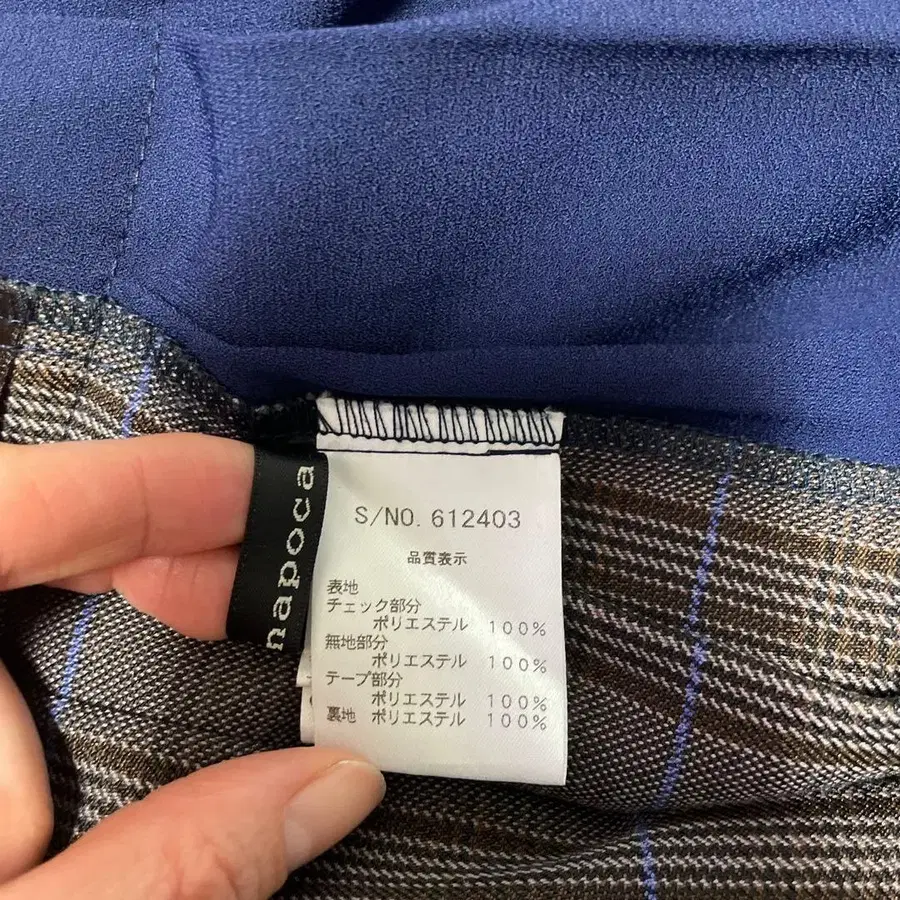 napoca
S/NO. 612403
品質表示
表地
チェック部分
ポリエステル 100%
無地部分
ポリエステル 100%
テープ部分
ポリエステル 100%
裏地 ポリエステル 100%